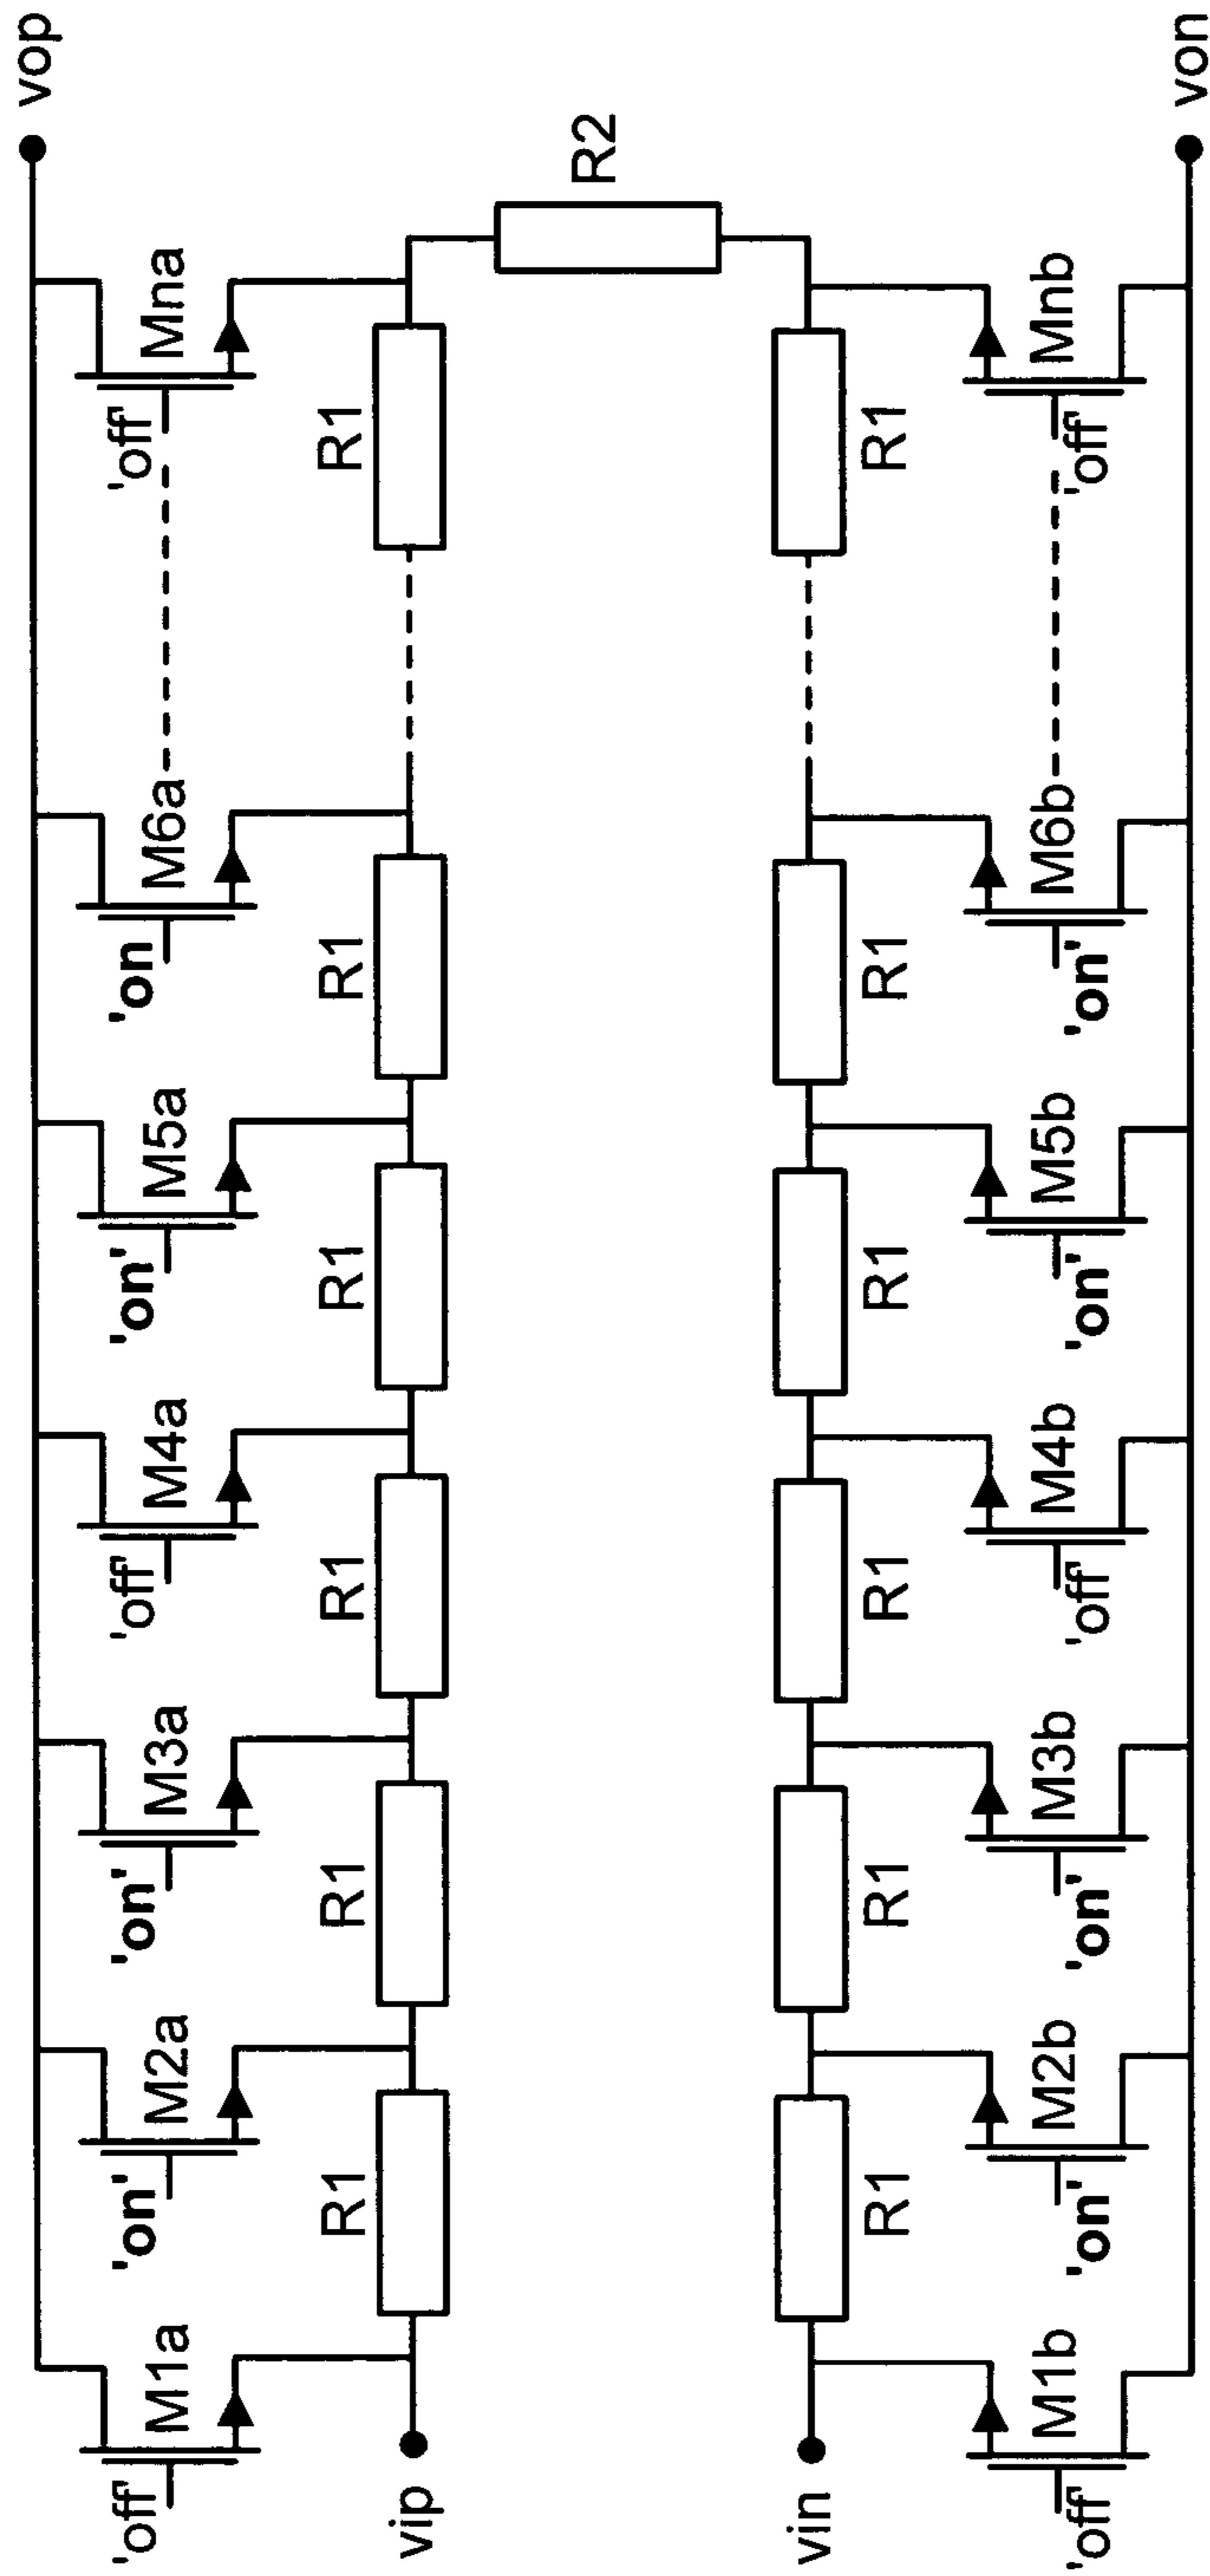 vop
'off' 'on' 'on' 'off' 'on' 'on 'off'
M1a M2a M3a M4a M5a M6a Mna
R1 R1 R1 R1 R1 R1
vip
R2
vin
R1 R1 R1 R1 R1 R1
M1b M2b M3b M4b M5b M6b Mnb
'off' 'on' 'on' 'off' 'on' 'on' 'off'
von